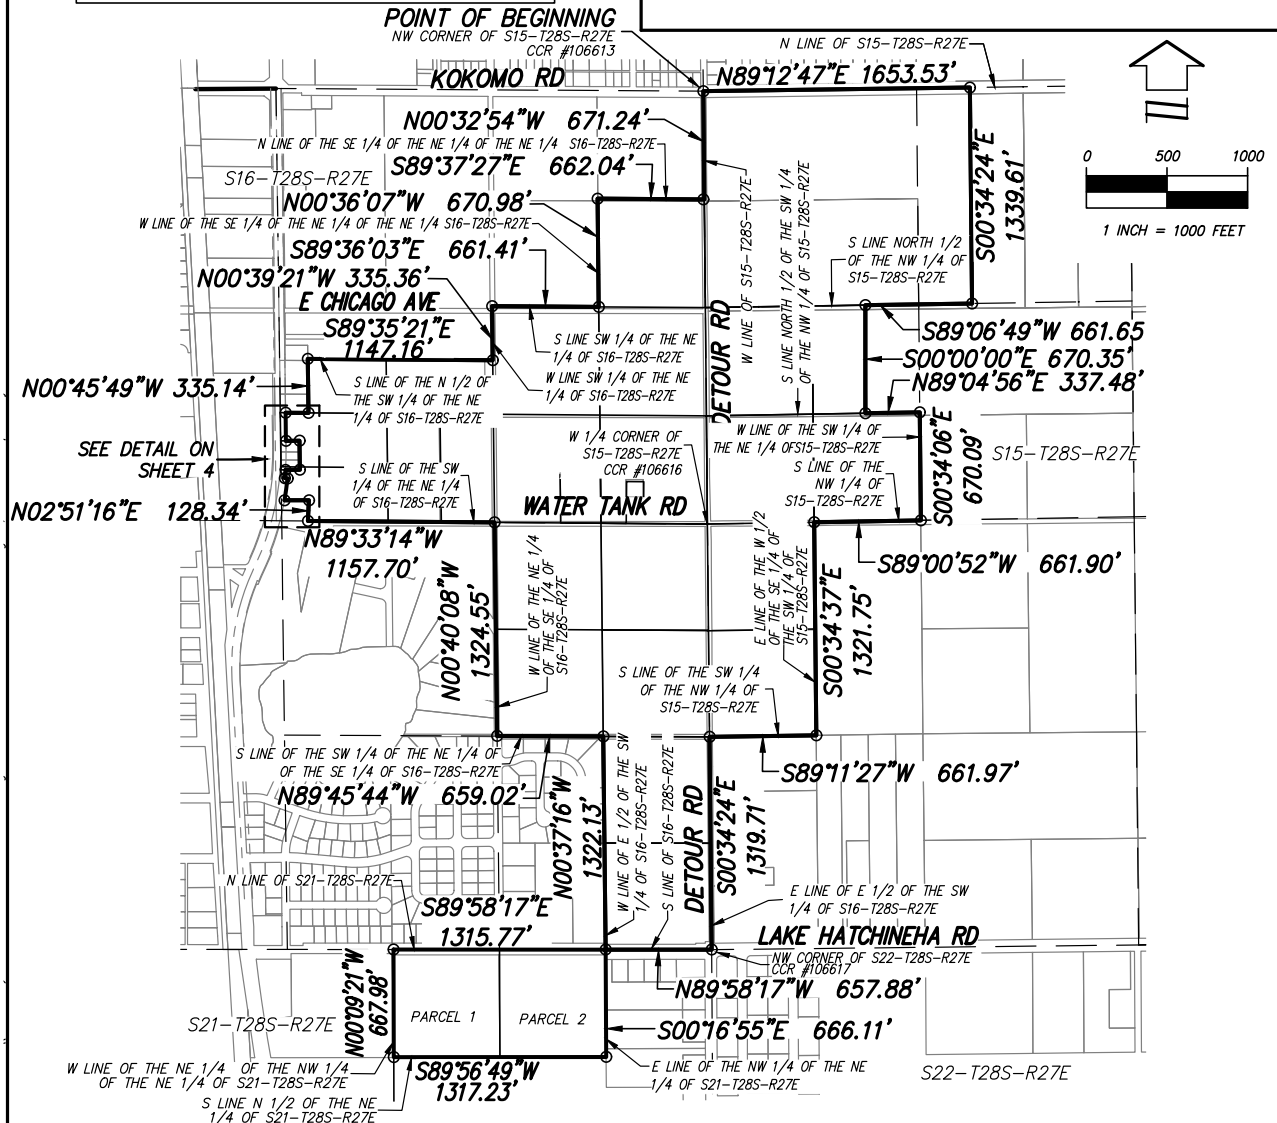 POINT OF BEGINNING
NW CORNER OF S15-T28S-R27E
CCR #106613
N LINE OF S15-T28S-R27E
KOKOMO RD
N89°12'47"E 1653.53'
N00°32'54"W 671.24'
N LINE OF THE SE 1/4 OF THE NE 1/4 OF THE NE 1/4 S16-T28S-R27E
S89°37'27"E 662.04'
S16-T28S-R27E
N00°36'07"W 670.98'
W LINE OF THE SE 1/4 OF THE NE 1/4 OF THE NE 1/4 S16-T28S-R27E
S89°36'03"E 661.41'
N00°39'21"W 335.36'
E CHICAGO AVE
S89°35'21"E
1147.16'
N00°45'49"W 335.14'
SEE DETAIL ON
SHEET 4
N02°51'16"E 128.34'
N89°33'14"W
1157.70'
S LINE OF THE N 1/2 OF
THE SW 1/4 OF THE NE
1/4 OF S16-T28S-R27E
S LINE SW 1/4 OF THE NE
1/4 OF S16-T28S-R27E
W LINE SW 1/4 OF THE NE
1/4 OF S16-T28S-R27E
S LINE OF THE SW
1/4 OF THE NE 1/4
OF S16-T28S-R27E
W 1/4 CORNER OF
S15-T28S-R27E
CCR #106616
WATER TANK RD
DETOUR RD
W LINE OF S15-T28S-R27E
S LINE NORTH 1/2 OF THE SW 1/4
OF THE NW 1/4 OF S15-T28S-R27E
S LINE NORTH 1/2
OF THE NW 1/4 OF
S15-T28S-R27E
S00°34'24"E
1339.61'
0 500 1000
1 INCH = 1000 FEET
S89°06'49"W 661.65
S00°00'00"E 670.35'
N89°04'56"E 337.48'
W LINE OF THE SW 1/4 OF
THE NE 1/4 OFS15-T28S-R27E
S LINE OF THE
NW 1/4 OF
S15-T28S-R27E
S00°34'06"E
670.09'
S15-T28S-R27E
S89°00'52"W 661.90'
E LINE OF THE W 1/2
OF THE SE 1/4 OF
THE SW 1/4 OF
S15-T28S-R27E
S00°34'37"E
1321.75'
N00°40'08"W
1324.55'
W LINE OF THE NE 1/4
OF THE SE 1/4 OF
S16-T28S-R27E
S LINE OF THE SW 1/4
OF THE NW 1/4 OF
S15-T28S-R27E
S LINE OF THE SW 1/4 OF THE NE 1/4 OF
OF THE SE 1/4 OF S16-T28S-R27E
N89°45'44"W 659.02'
S89°11'27"W 661.97'
N00°37'16"W
1322.13'
W LINE OF E 1/2 OF THE SW
1/4 OF S16-T28S-R27E
S LINE OF S16-T28S-R27E
DETOUR RD
S00°34'24"E
1319.71'
N LINE OF S21-T28S-R27E
S89°58'17"E
1315.77'
E LINE OF E 1/2 OF THE SW
1/4 OF S16-T28S-R27E
LAKE HATCHINEHA RD
NW CORNER OF S22-T28S-R27E
CCR #106617
N89°58'17"W 657.88'
N00°09'21"W
667.98'
PARCEL 1
PARCEL 2
S21-T28S-R27E
S00°16'55"E 666.11'
W LINE OF THE NE 1/4 OF THE NW 1/4
OF THE NE 1/4 OF S21-T28S-R27E
S89°56'49"W
1317.23'
E LINE OF THE NW 1/4 OF THE NE
1/4 OF S21-T28S-R27E
S22-T28S-R27E
S LINE N 1/2 OF THE NE
1/4 OF S21-T28S-R27E